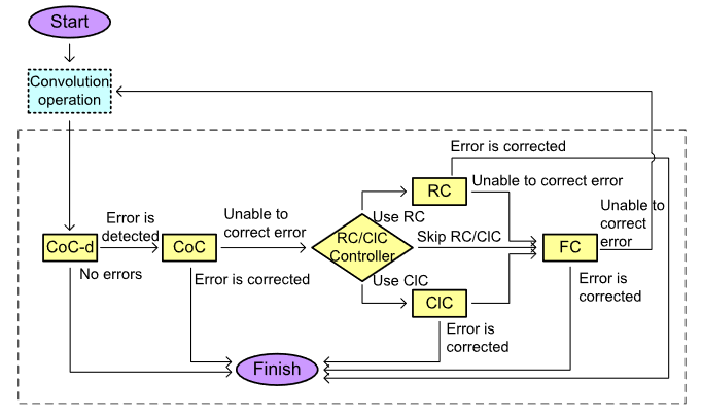 Start
Convolution
operation
Error is corrected
RC
Unable to correct error
Use RC
Unable to
correct
error
Error is
detected
Unable to
correct error
CoC-d
CoC
RC/CIC
Controller
Skip RC/CIC
FC
No errors
Error is corrected
Use CIC
CIC
Error is
corrected
Error is
corrected
Finish